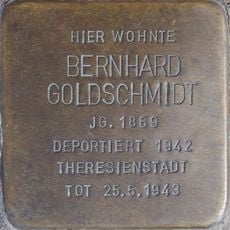 HIER WOHNTE
BERNHARD
GOLDSCHMIDT
JG. 1869
DEPORTIERT 1942
THERESIENSTADT
TOT 25.5.1943